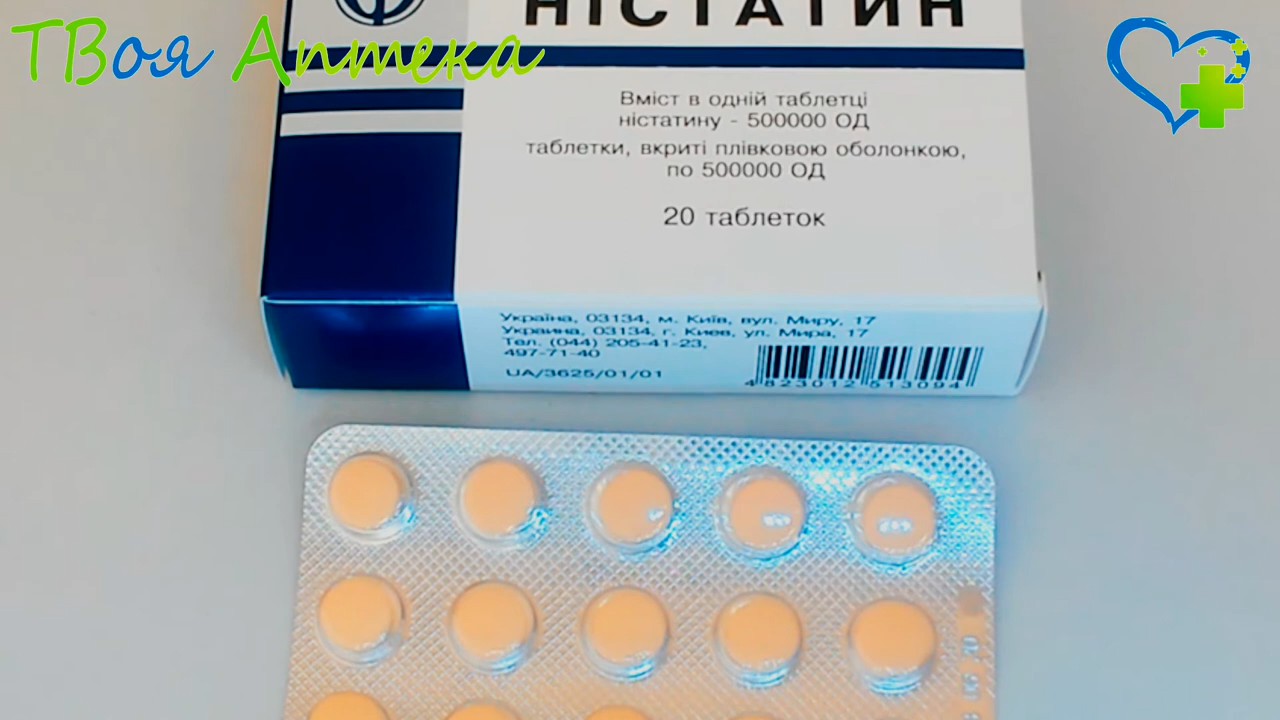 ТВоя Аптека
НІСТАТИН
Вміст в одній таблетці
ністатину - 500000 ОД
таблетки, вкриті плівковою оболонкою,
по 500000 ОД
20 таблеток
Україна, 03134, м. Київ, вул. Миру, 17
Украина, 03134, г. Киев, ул. Мира, 17
Тел. (044) 205-41-23,
497-71-40
UA/3625/01/01
4823012513094